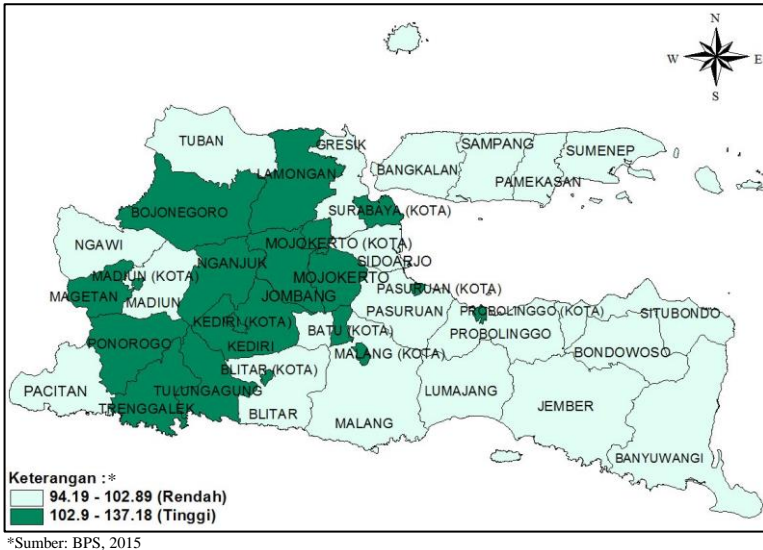 N
W E
S
TUBAN
GRESIK
LAMONGAN
SAMPANG
BANGKALAN
SUMENEP
PAMEKASAN
BOJONEGORO
SURABAYA (KOTA)
NGAWI
MOJOKERTO (KOTA)
NGANJUK
SIDOARJO
MADIUN (KOTA)
MOJOKERTO
MAGETAN
MADIUN
JOMBANG
PASURUAN (KOTA)
PASURUAN
KEDIRI (KOTA)
PROBOLINGGO (KOTA)
SITUBONDO
BATU (KOTA)
PROBOLINGGO
PONOROGO
KEDIRI
MALANG (KOTA)
BONDOWOSO
BLITAR (KOTA)
PACITAN
TULUNGAGUNG
LUMAJANG
TRENGGALEK
BLITAR
MALANG
JEMBER
BANYUWANGI
Keterangan :*
94.19 - 102.89 (Rendah)
102.9 - 137.18 (Tinggi)
*Sumber: BPS, 2015